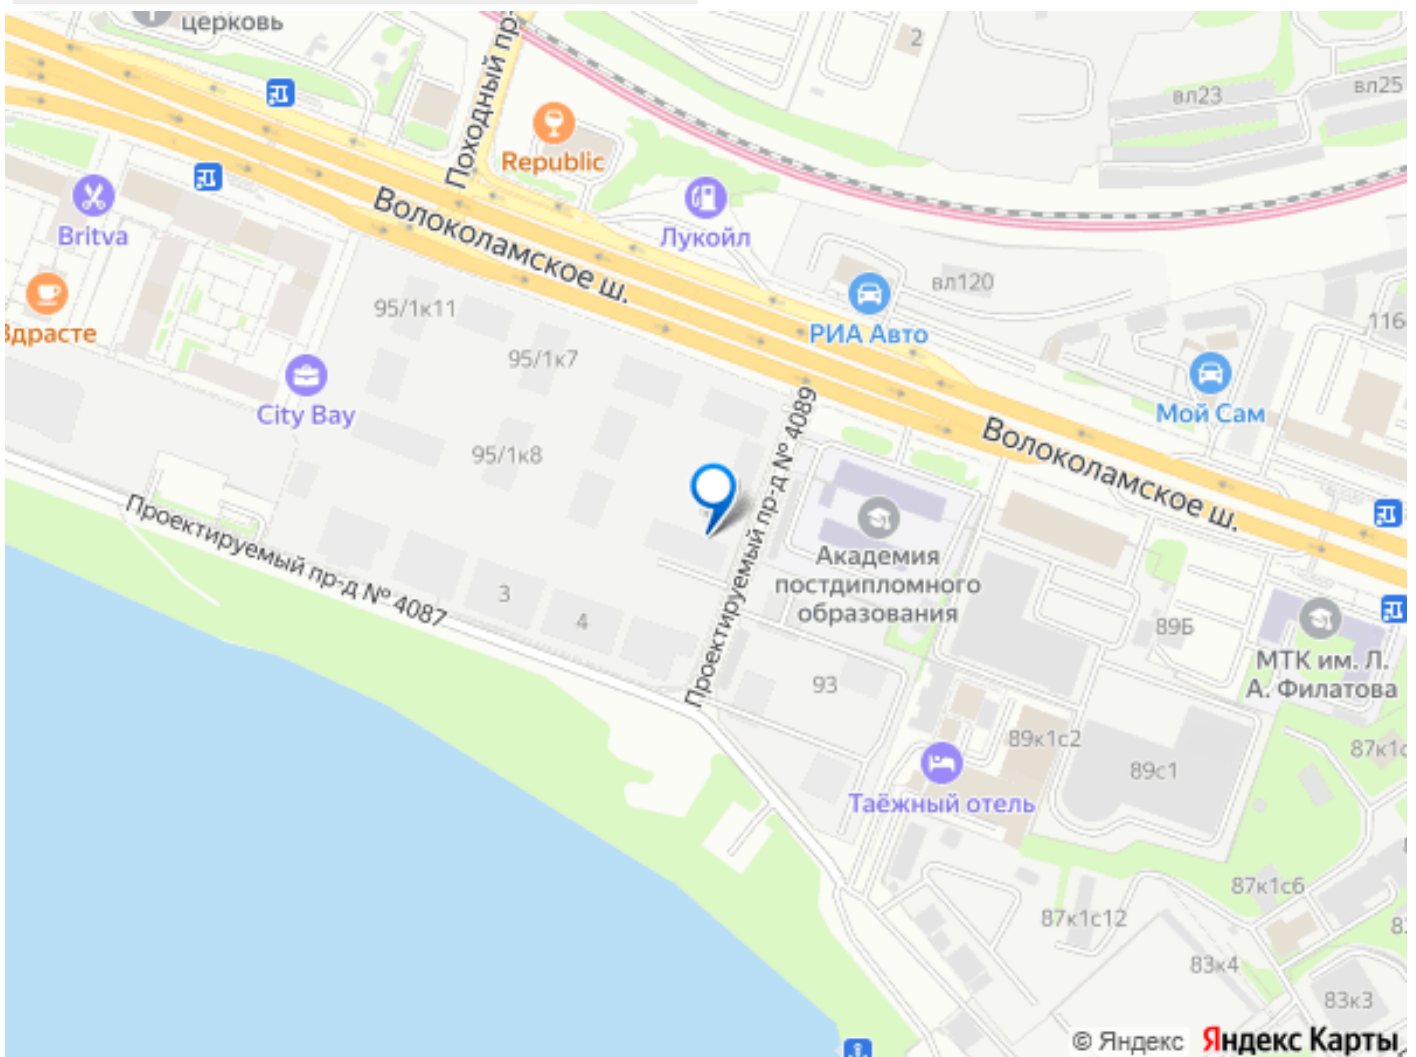 церковь
2
вл23
вл25
Походный пр-
Republic
Britva
Волоколамское ш.
Лукойл
вл120
Здрасте
95/1к11
РИА Авто
116
95/1к7
City Bay
Мой Сам
Проектируемый пр-д № 4089
Волоколамское ш.
95/1к8
Проектируемый пр-д № 4087
Академия
постдипломного
образования
3
4
89Б
МТК им. Л.
А. Филатова
93
89к1с2
87к1с
89с1
Таёжный отель
87к1с6
87к1с12
83к4
83к3
© Яндекс Яндекс Карты